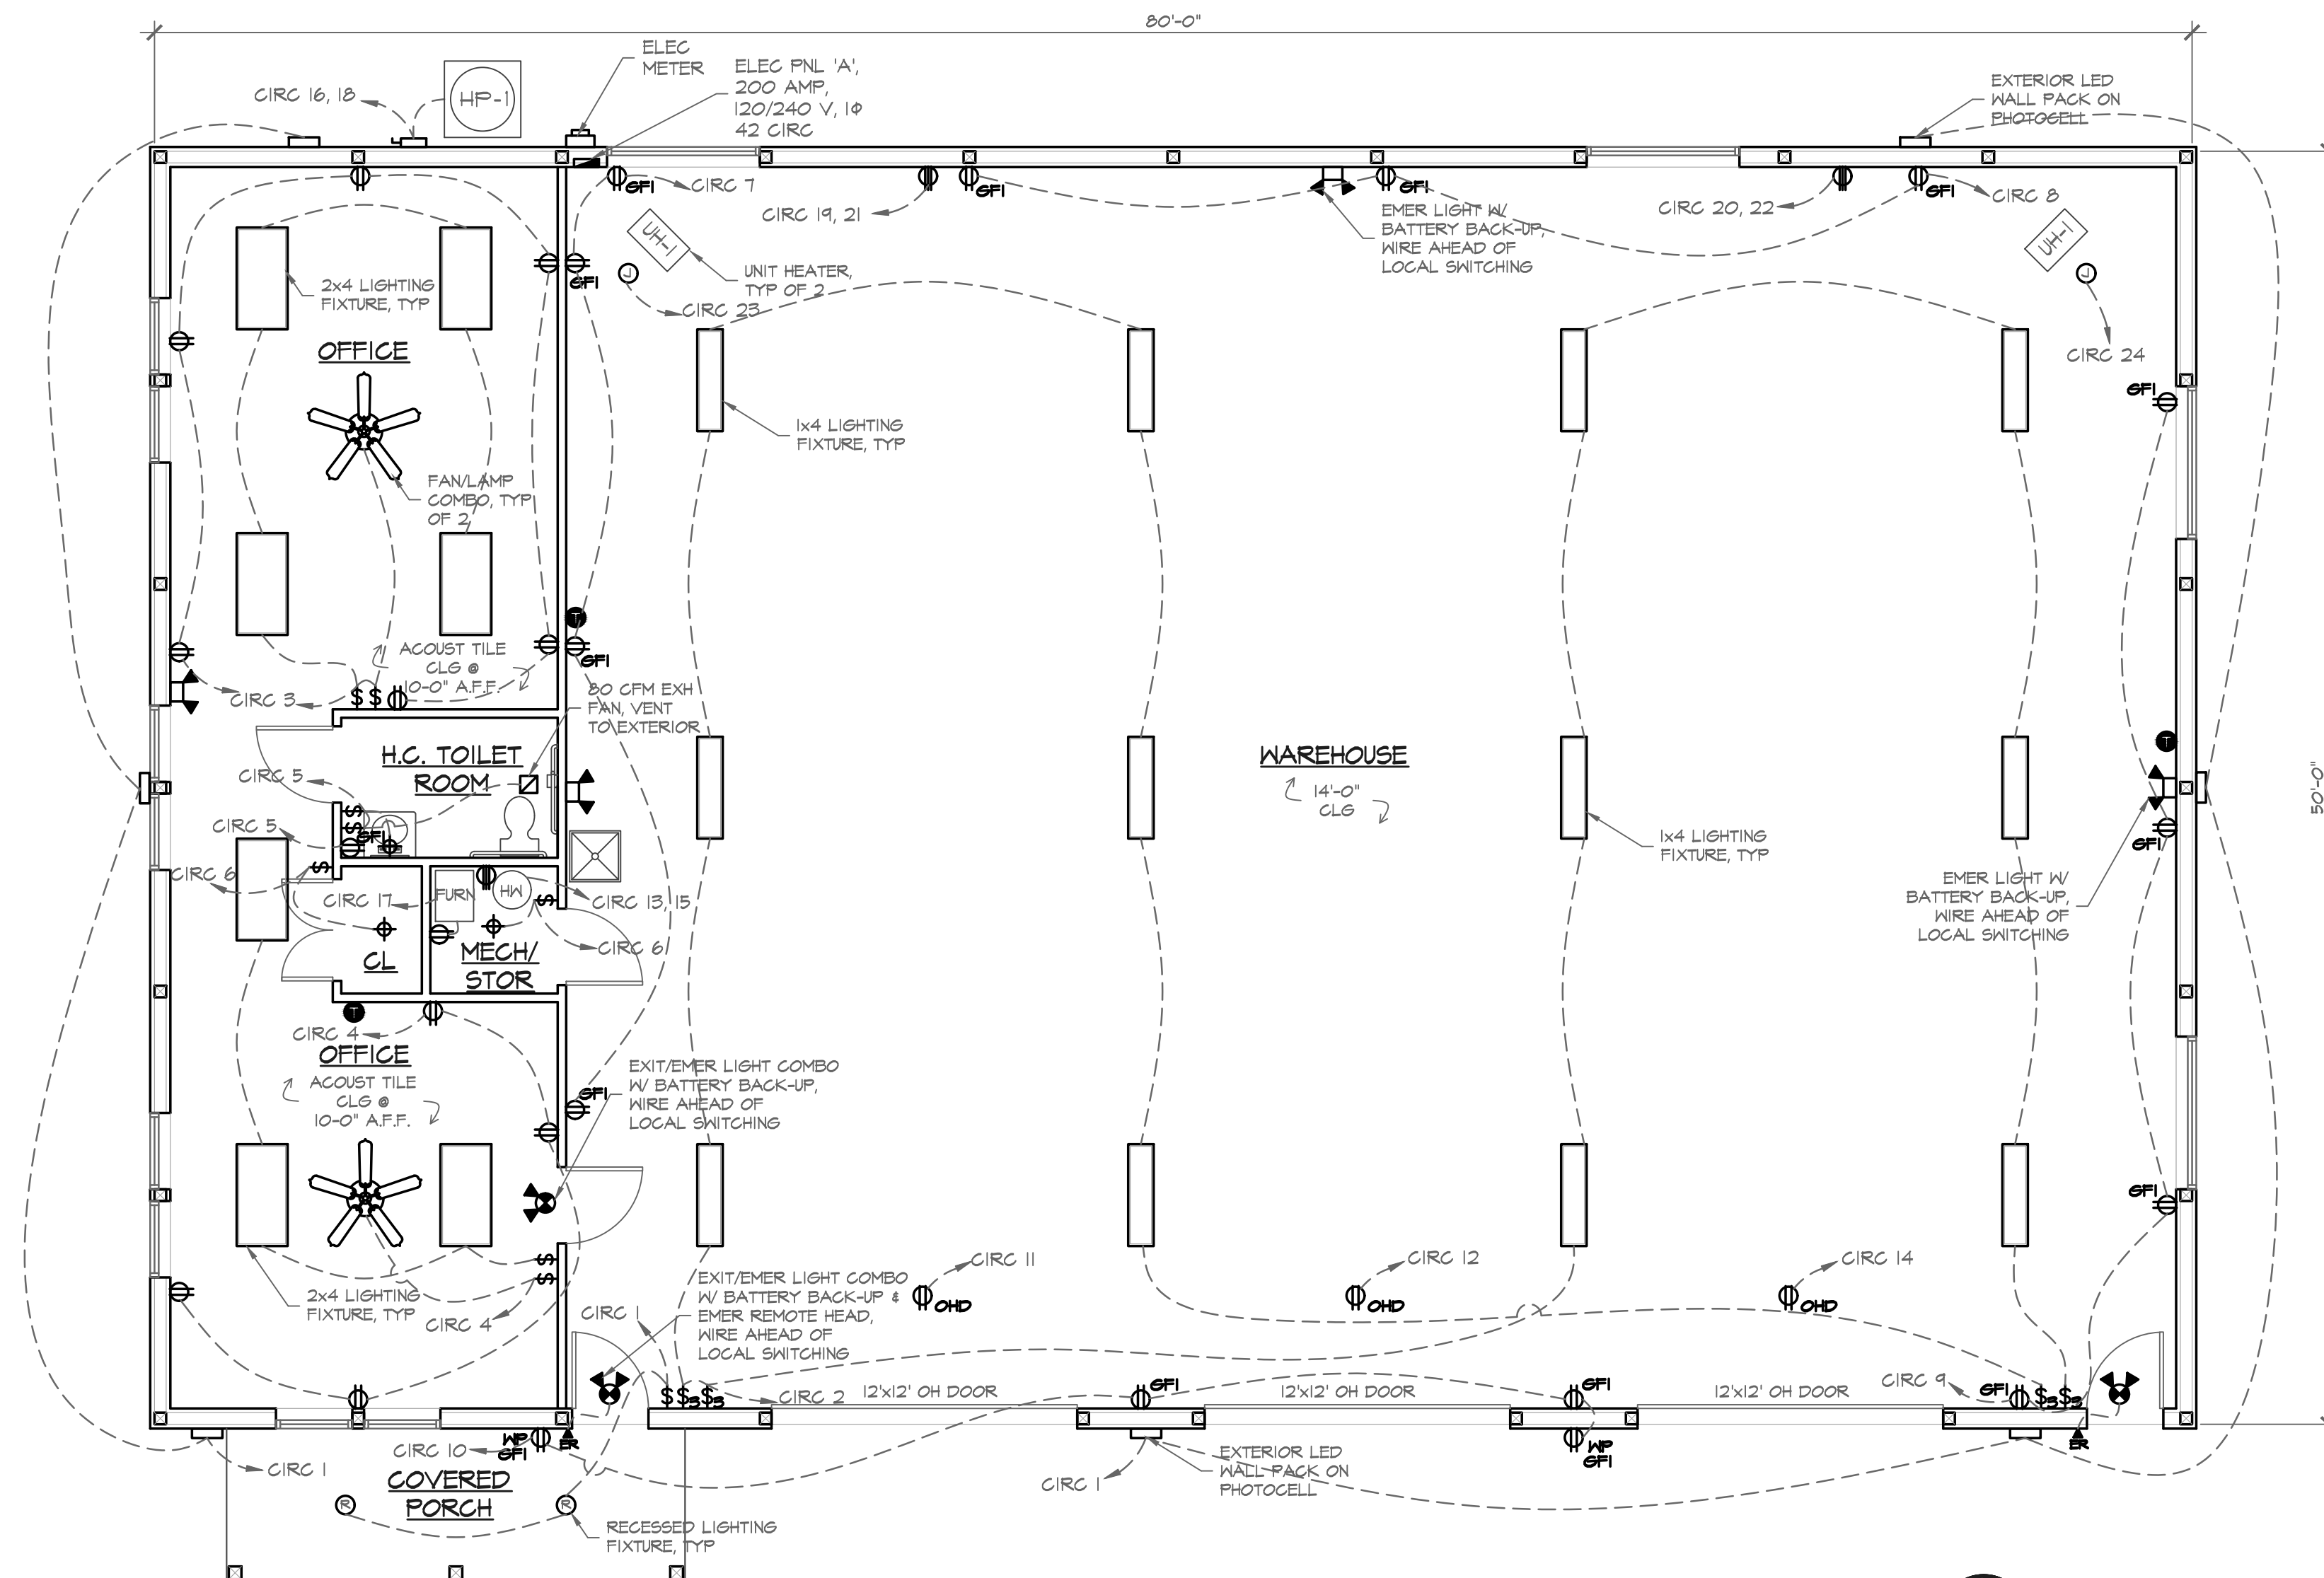 80'-0"
ELEC
METER
ELEC PNL 'A',
200 AMP,
120/240 V, 1ϕ
42 CIRC
HP-1
CIRC 16, 18
EXTERIOR LED
WALL PACK ON
PHOTOCELL
GFI
CIRC 7
CIRC 19, 21
GFI
GFI
EMER LIGHT W/
BATTERY BACK-UP,
WIRE AHEAD OF
LOCAL SWITCHING
CIRC 20, 22
GFI
CIRC 8
UH-1
UNIT HEATER,
TYP OF 2
UH-1
GFI
J
CIRC 23
J
CIRC 24
2x4 LIGHTING
FIXTURE, TYP
OFFICE
1x4 LIGHTING
FIXTURE, TYP
GFI
FAN/LAMP
COMBO, TYP
OF 2
T
GFI
ACOUST TILE
CLG @
10-0" A.F.F.
CIRC 3
$ $
80 CFM EXH
FAN, VENT
TO EXTERIOR
H.C. TOILET
ROOM
CIRC 5
$
$
GFI
CIRC 5
WAREHOUSE
14'-0"
CLG
T
50'-0"
1x4 LIGHTING
FIXTURE, TYP
GFI
EMER LIGHT W/
BATTERY BACK-UP,
WIRE AHEAD OF
LOCAL SWITCHING
$
CIRC 6
CIRC 17
FURN
HW
$
CIRC 13, 15
CIRC 6
CL
MECH/
STOR
T
CIRC 4
OFFICE
ACOUST TILE
CLG @
10-0" A.F.F.
GFI
EXIT/EMER LIGHT COMBO
W/ BATTERY BACK-UP,
WIRE AHEAD OF
LOCAL SWITCHING
GFI
$
$
2x4 LIGHTING
FIXTURE, TYP
CIRC 4
EXIT/EMER LIGHT COMBO
W/ BATTERY BACK-UP &
EMER REMOTE HEAD,
WIRE AHEAD OF
LOCAL SWITCHING
CIRC 1
CIRC 11
OHD
CIRC 12
OHD
CIRC 14
OHD
$ $3 $3
CIRC 2
12'x12' OH DOOR
GFI
12'x12' OH DOOR
GFI
12'x12' OH DOOR
CIRC 9
GFI
$3 $3
CIRC 10
WP
GFI
ER
WP
GFI
ER
CIRC 1
COVERED
PORCH
R
R
CIRC 1
EXTERIOR LED
WALL PACK ON
PHOTOCELL
RECESSED LIGHTING
FIXTURE, TYP